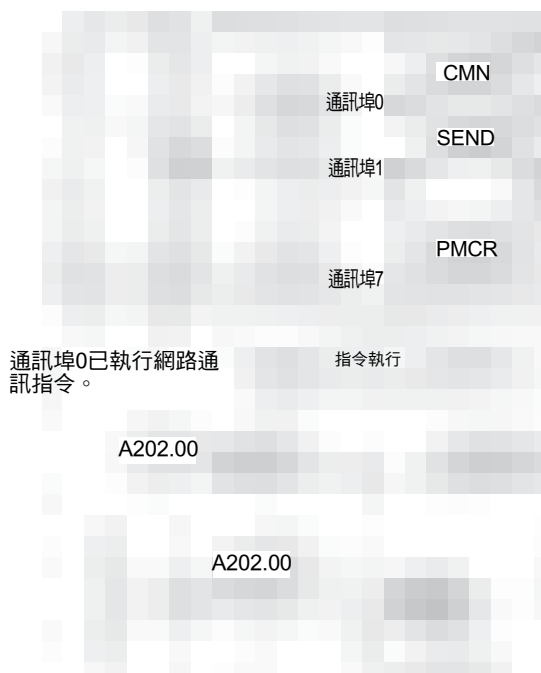 CMN
通訊埠0
SEND
通訊埠1
PMCR
通訊埠7
通訊埠0已執行網路通
訊指令。
指令執行
A202.00
A202.00